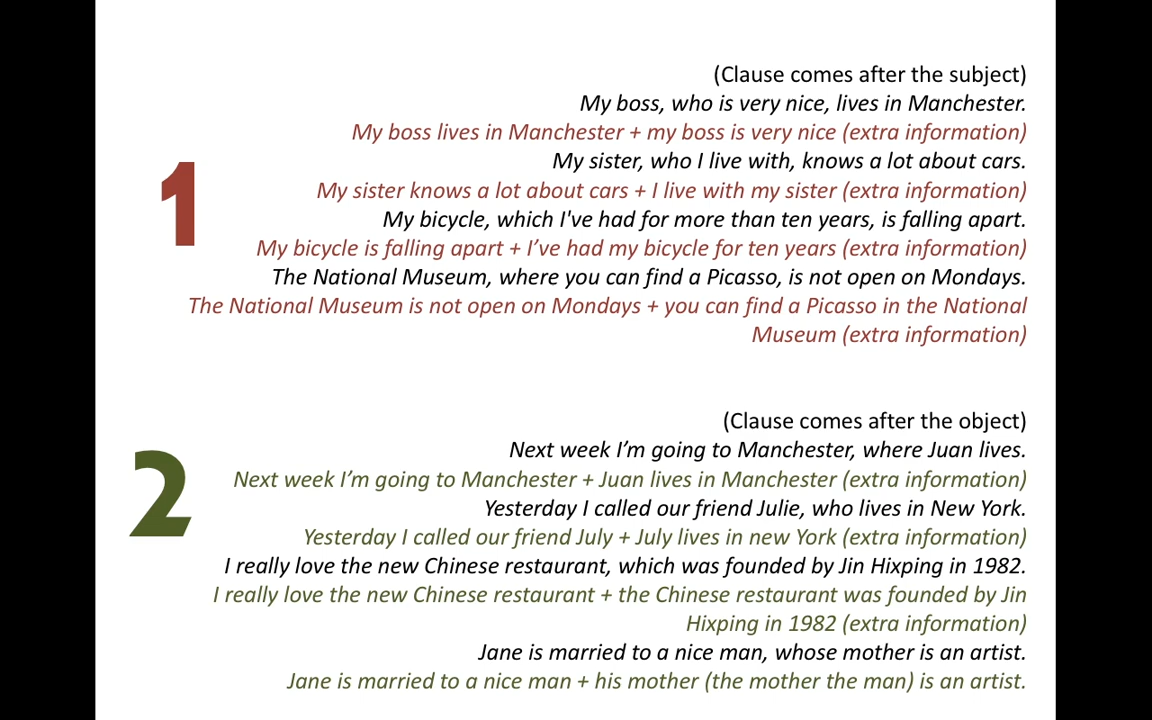 (Clause comes after the subject)
My boss, who is very nice, lives in Manchester.
My boss lives in Manchester + my boss is very nice (extra information)
My sister, who I live with, knows a lot about cars.
1
My sister knows a lot about cars + I live with my sister (extra information)
My bicycle, which I've had for more than ten years, is falling apart.
My bicycle is falling apart + I’ve had my bicycle for ten years (extra information)
The National Museum, where you can find a Picasso, is not open on Mondays.
The National Museum is not open on Mondays + you can find a Picasso in the National
Museum (extra information)
(Clause comes after the object)
Next week I’m going to Manchester, where Juan lives.
Next week I’m going to Manchester + Juan lives in Manchester (extra information)
2
Yesterday I called our friend Julie, who lives in New York.
Yesterday I called our friend July + July lives in new York (extra information)
I really love the new Chinese restaurant, which was founded by Jin Hixping in 1982.
I really love the new Chinese restaurant + the Chinese restaurant was founded by Jin
Hixping in 1982 (extra information)
Jane is married to a nice man, whose mother is an artist.
Jane is married to a nice man + his mother (the mother the man) is an artist.